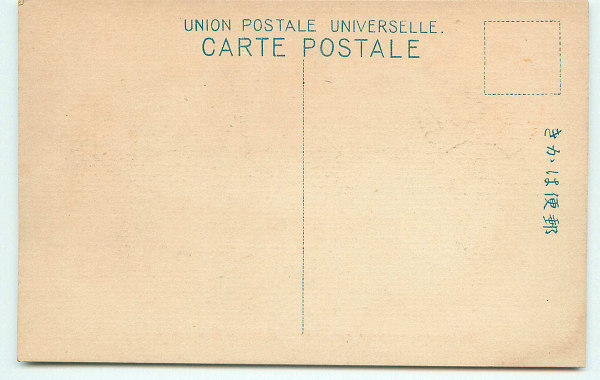 UNION POSTALE UNIVERSELLE.
CARTE POSTALE
きかは便郵